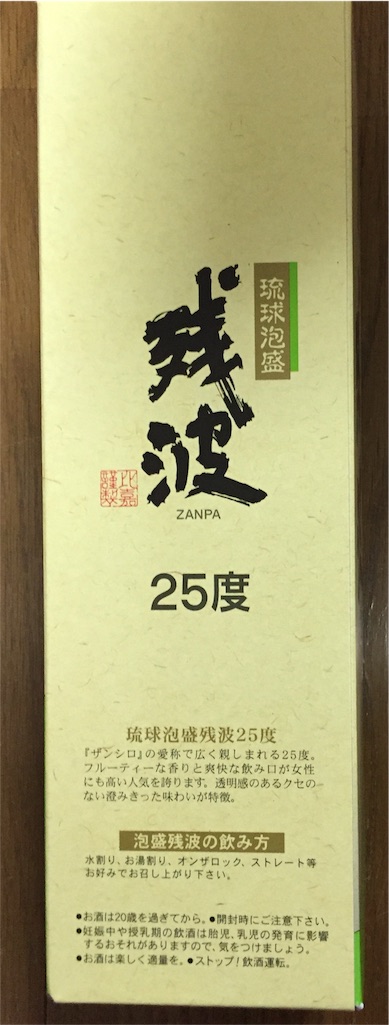 琉球泡盛
残波
比嘉
謹製
ZANPA
25度
琉球泡盛残波25度
『ザンシロ』の愛称で広く親しまれる25度。
フルーティーな香りと爽快な飲み口が女性
にも高い人気を誇ります。透明感のあるクセの
ない澄みきった味わいが特徴。
泡盛残波の飲み方
水割り、お湯割り、オンザロック、ストレート等
お好みでお召し上がり下さい。
●お酒は20歳を過ぎてから。●開封時にご注意下さい。
●妊娠中や授乳期の飲酒は胎児、乳児の発育に影響
するおそれがありますので、気をつけましょう。
●お酒は楽しく適量を。●ストップ!飲酒運転。